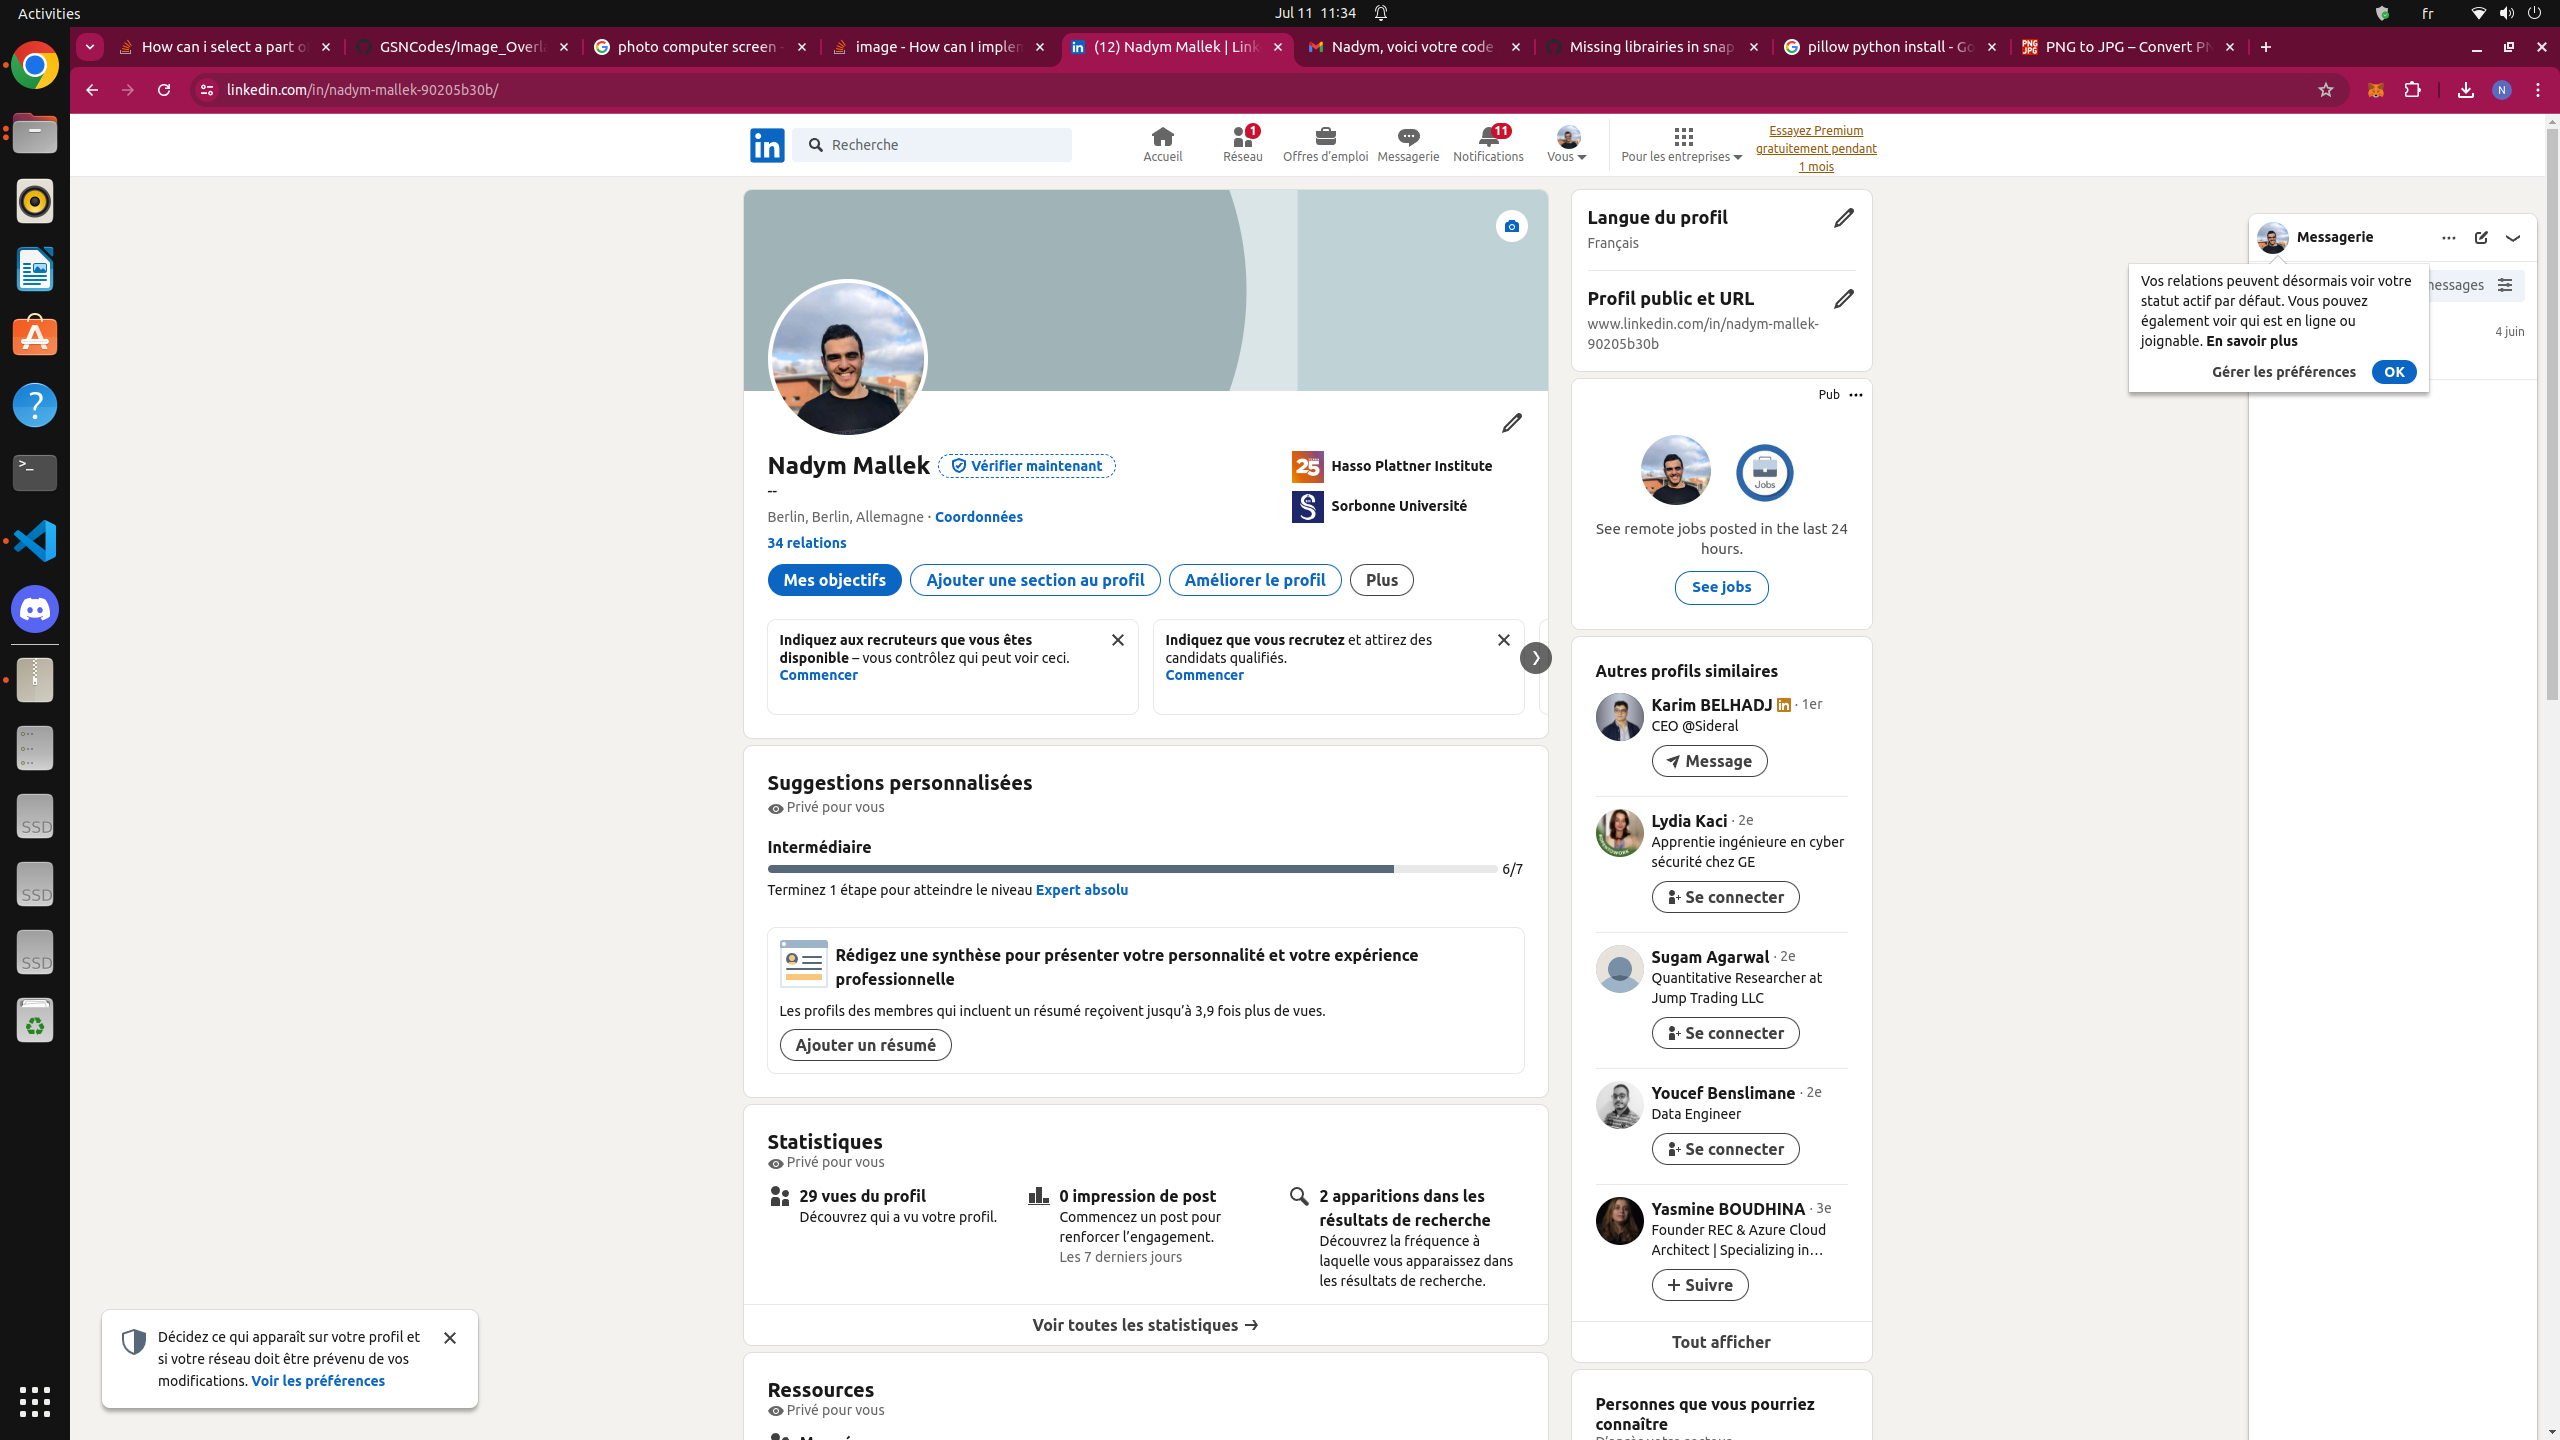 Activities
Jul 11 11:34
fr
How can i select a part o
GSNCodes/Image_Overla
photo computer screen -
image - How can I implem
(12) Nadym Mallek | Link
Nadym, voici votre code
Missing librairies in snap
pillow python install - Go
PNG to JPG – Convert PN
linkedin.com/in/nadym-mallek-90205b30b/
N
Recherche
Accueil
1
Réseau
Offres d’emploi
Messagerie
11
Notifications
Vous
Pour les entreprises
Essayez Premium
gratuitement pendant
1 mois
Nadym Mallek
Vérifier maintenant
--
Berlin, Berlin, Allemagne · Coordonnées
34 relations
Hasso Plattner Institute
Sorbonne Université
Mes objectifs
Ajouter une section au profil
Améliorer le profil
Plus
Indiquez aux recruteurs que vous êtes
disponible – vous contrôlez qui peut voir ceci.
Commencer
Indiquez que vous recrutez et attirez des
candidats qualifiés.
Commencer
Suggestions personnalisées
Privé pour vous
Intermédiaire
6/7
Terminez 1 étape pour atteindre le niveau Expert absolu
Rédigez une synthèse pour présenter votre personnalité et votre expérience
professionnelle
Les profils des membres qui incluent un résumé reçoivent jusqu’à 3,9 fois plus de vues.
Ajouter un résumé
Statistiques
Privé pour vous
29 vues du profil
Découvrez qui a vu votre profil.
0 impression de post
Commencez un post pour
renforcer l’engagement.
Les 7 derniers jours
2 apparitions dans les
résultats de recherche
Découvrez la fréquence à
laquelle vous apparaissez dans
les résultats de recherche.
Voir toutes les statistiques
Ressources
Privé pour vous
Langue du profil
Français
Profil public et URL
www.linkedin.com/in/nadym-mallek-
90205b30b
Pub
Jobs
See remote jobs posted in the last 24
hours.
See jobs
Autres profils similaires
Karim BELHADJ · 1er
CEO @Sideral
Message
Lydia Kaci · 2e
Apprentie ingénieure en cyber
sécurité chez GE
Se connecter
Sugam Agarwal · 2e
Quantitative Researcher at
Jump Trading LLC
Se connecter
Youcef Benslimane · 2e
Data Engineer
Se connecter
Yasmine BOUDHINA · 3e
Founder REC & Azure Cloud
Architect | Specializing in…
Suivre
Tout afficher
Personnes que vous pourriez
connaître
Messagerie
messages
4 juin
Vos relations peuvent désormais voir votre
statut actif par défaut. Vous pouvez
également voir qui est en ligne ou
joignable. En savoir plus
Gérer les préférences
OK
Décidez ce qui apparaît sur votre profil et
si votre réseau doit être prévenu de vos
modifications. Voir les préférences
SSD
SSD
SSD